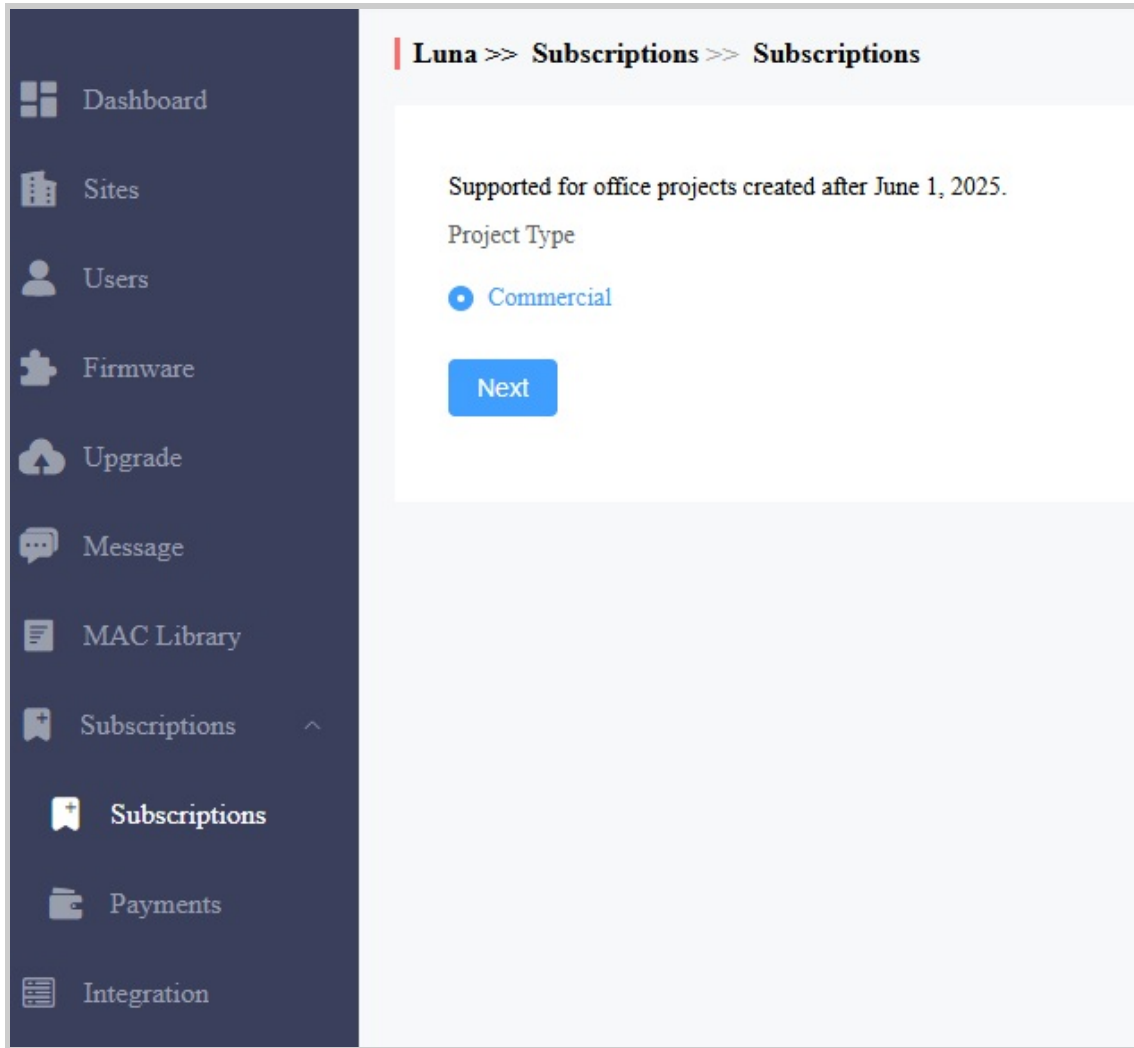 Luna >> Subscriptions >> Subscriptions
Dashboard
Sites
Users
Firmware
Upgrade
Message
MAC Library
Subscriptions
Subscriptions
Payments
Integration
Supported for office projects created after June 1, 2025.
Project Type
Commercial
Next